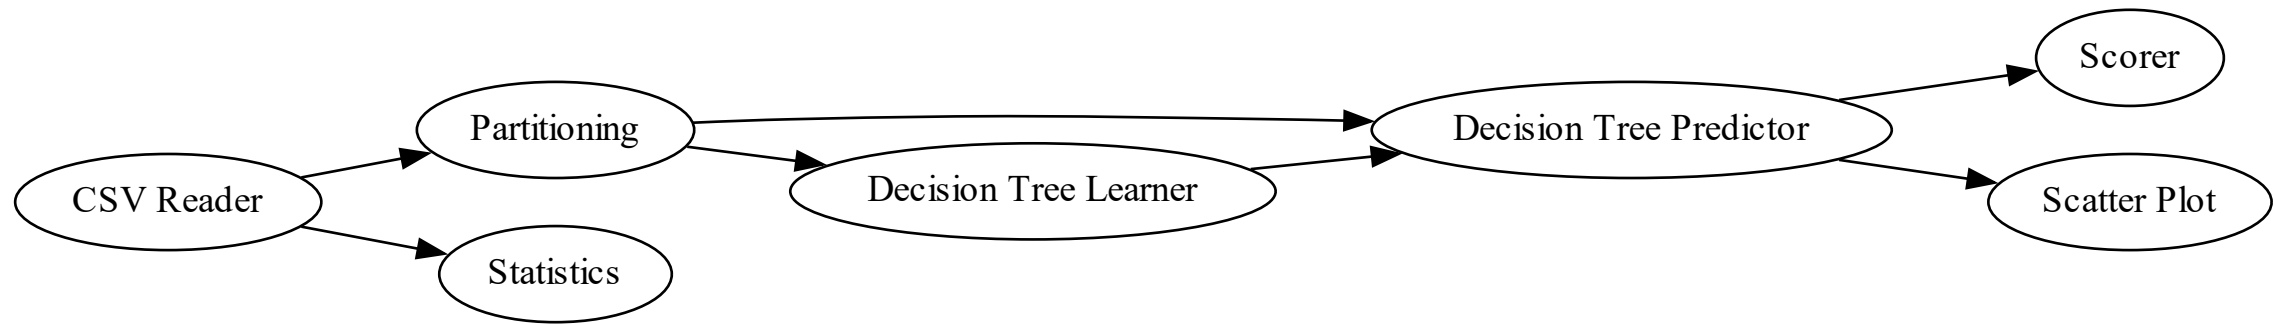 CSV Reader
Partitioning
Statistics
Decision Tree Learner
Decision Tree Predictor
Scorer
Scatter Plot